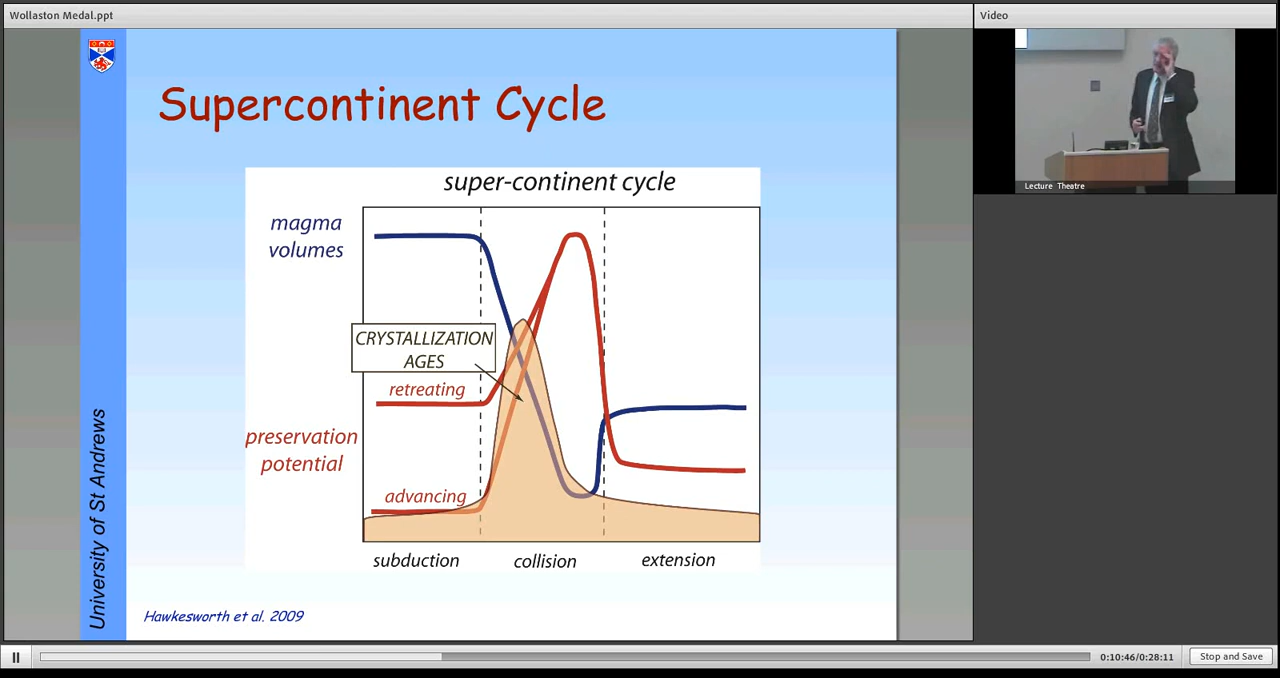 Wollaston Medal.ppt
Video
Supercontinent Cycle
super-continent cycle
magma
volumes
CRYSTALLIZATION
AGES
retreating
preservation
potential
advancing
subduction
collision
extension
University of St Andrews
Hawkesworth et al. 2009
Lecture Theatre
0:10:46/0:28:11
Stop and Save